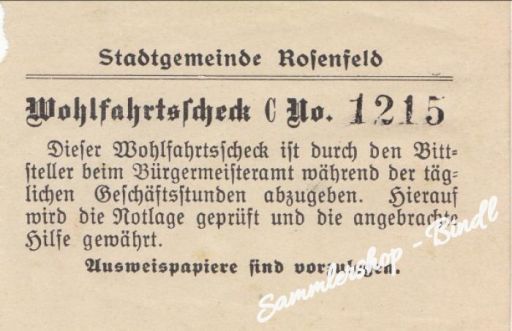 Stadtgemeinde Rosenfeld
Wohlfahrtsscheck C No. 1215
Dieser Wohlfahrtsscheck ist durch den Bitt-
steller beim Bürgermeisteramt während der täg-
lichen Geschäftsstunden abzugeben. Hierauf
wird die Notlage geprüft und die angebrachte
Hilfe gewährt.
Ausweispapiere sind vorzulegen.
Sammlershop - Bindl